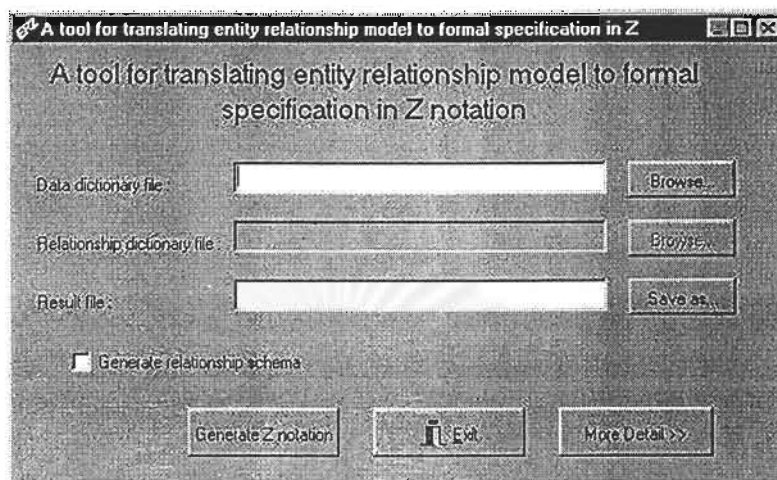 ER2 A tool for translating entity relationship model to formal specification in Z
A tool for translating entity relationship model to formal
specification in Z notation
Data dictionary file :
Browse...
Relationship dictionary file :
Browse...
Result file :
Save as...
Generate relationship schema
Generate Z notation
Exit
More Detail >>